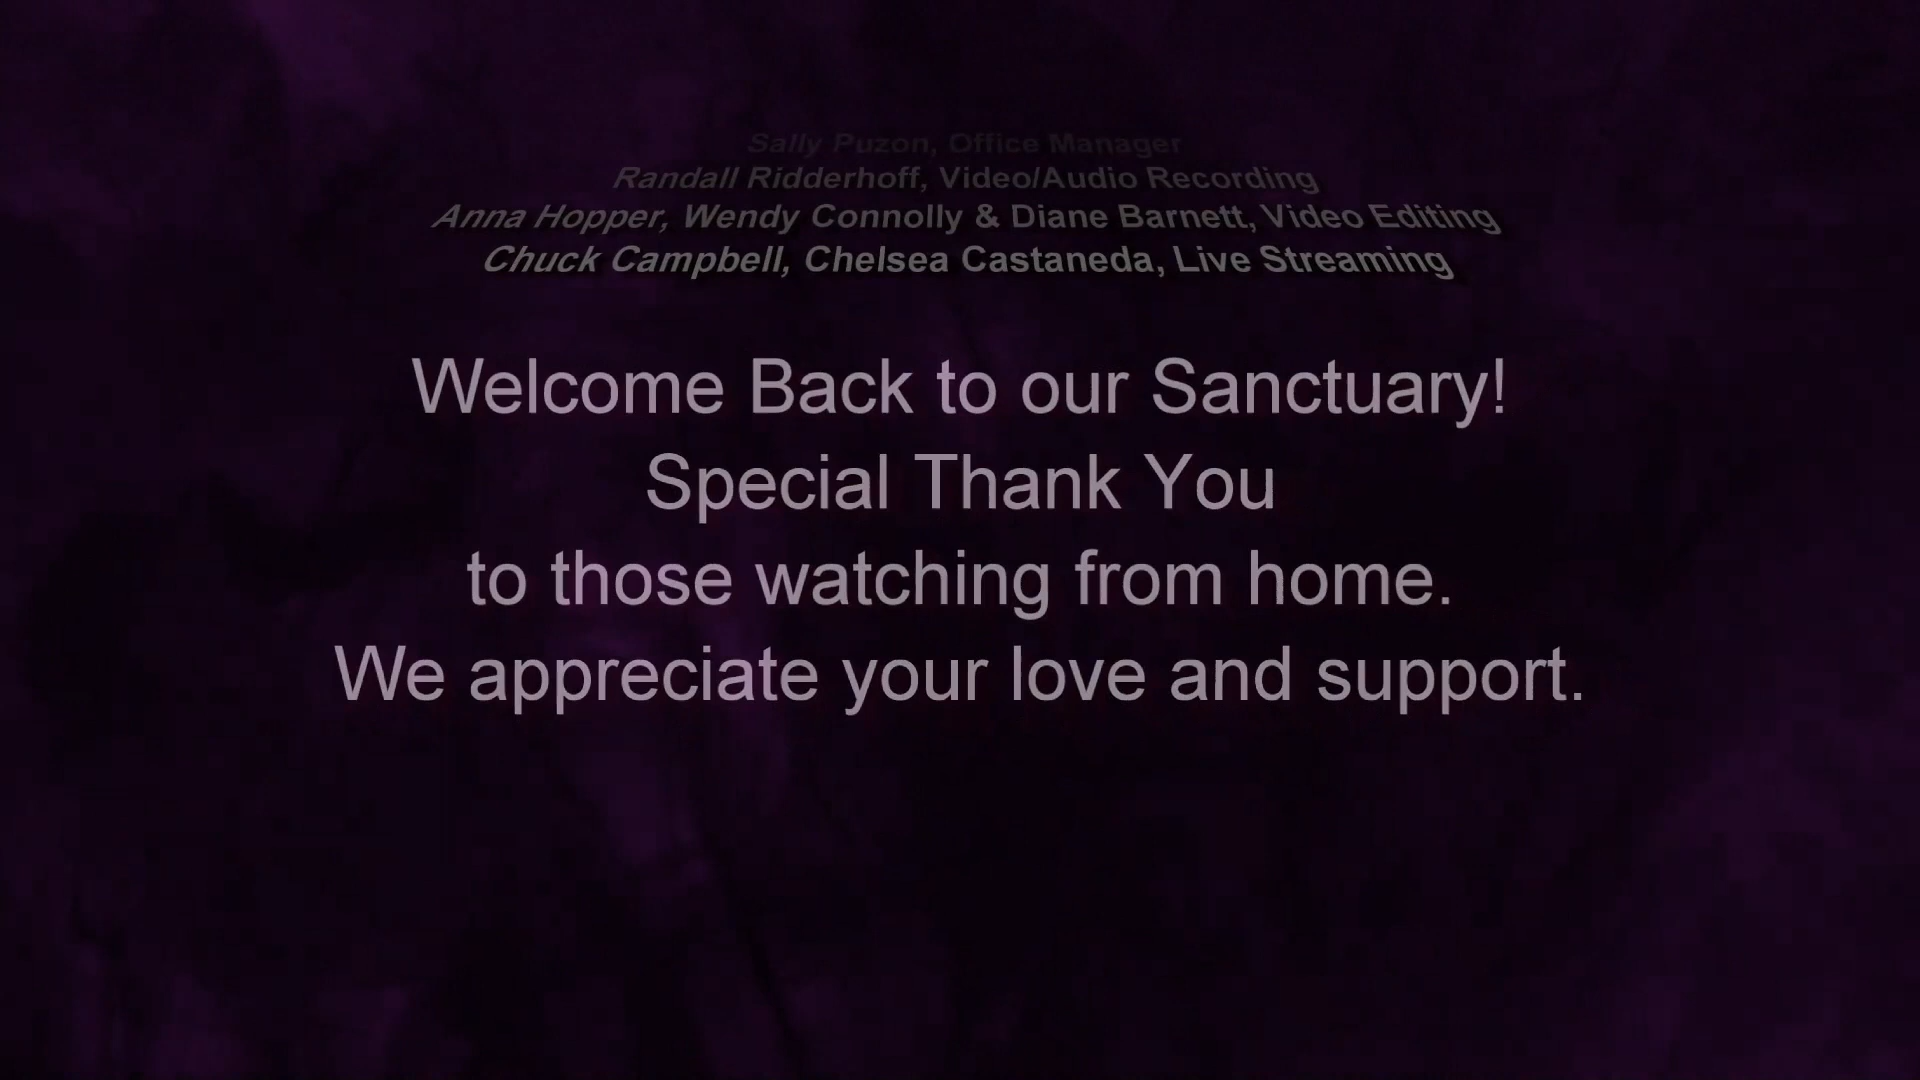 Sally Puzon, Office Manager
Randall Ridderhoff, Video/Audio Recording
Anna Hopper, Wendy Connolly & Diane Barnett, Video Editing
Chuck Campbell, Chelsea Castaneda, Live Streaming
Welcome Back to our Sanctuary!
Special Thank You
to those watching from home.
We appreciate your love and support.